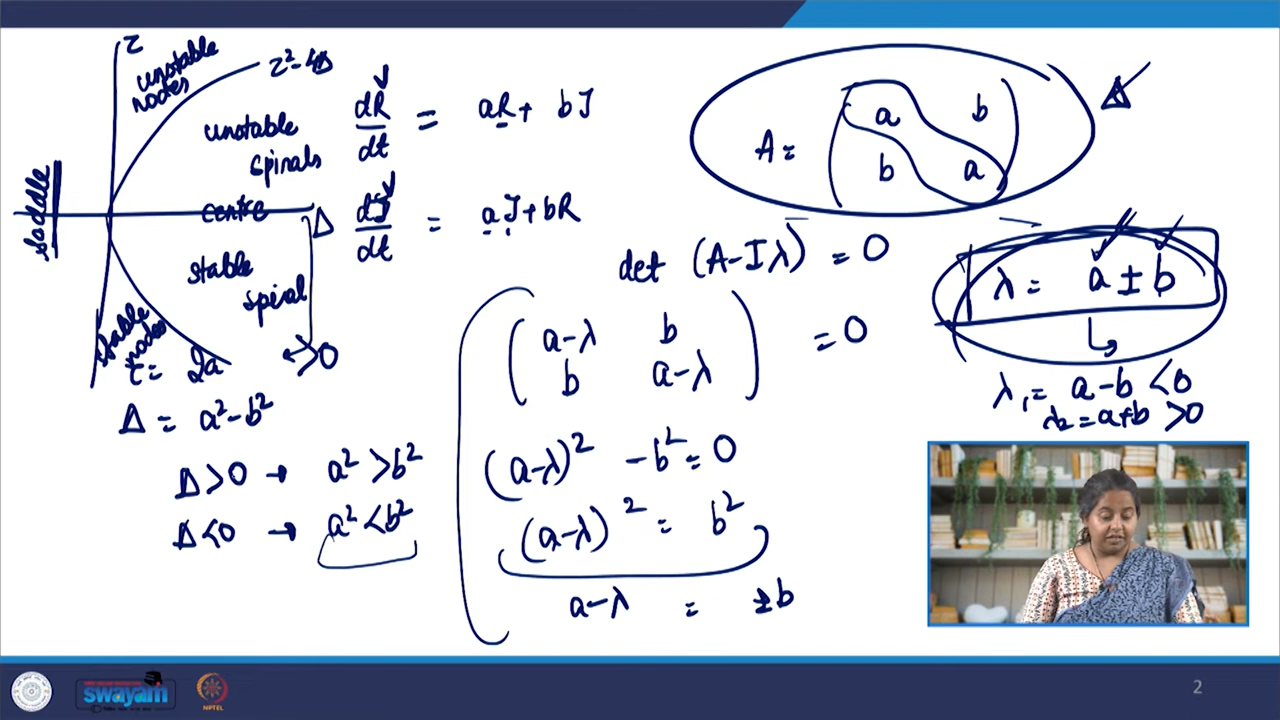 τ
unstable
nodes
τ²=4Δ
unstable
spirals
saddle
centre
Δ
stable
spiral
stable
nodes
τ = 2a
>0
Δ = a²-b²
Δ>0 → a²>b²
Δ<0 → a²<b²
dR/dt = aR + bJ
dJ/dt = aJ+bR
A = ( a b
b a )
Δ
det (A-Iλ) = 0
( a-λ b
b a-λ ) = 0
(a-λ)² -b² = 0
(a-λ)² = b²
a-λ = ±b
λ = a ± b
λ₁ = a-b <0
λ₂ = a+b >0
swayam
NPTEL
2